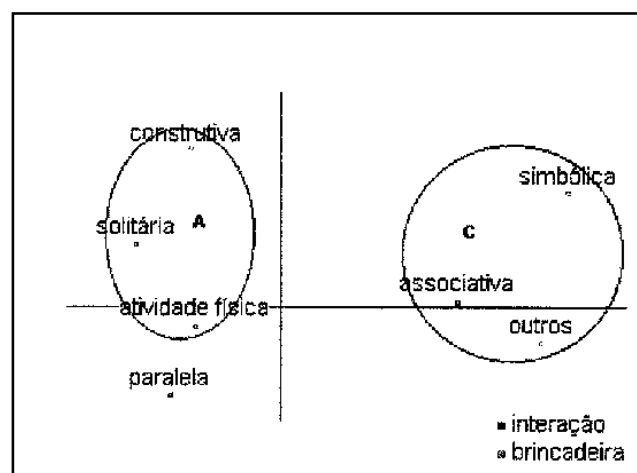 construtiva
simbólica
solitária
A
C
associativa
atividade física
outros
paralela
interação
brincadeira